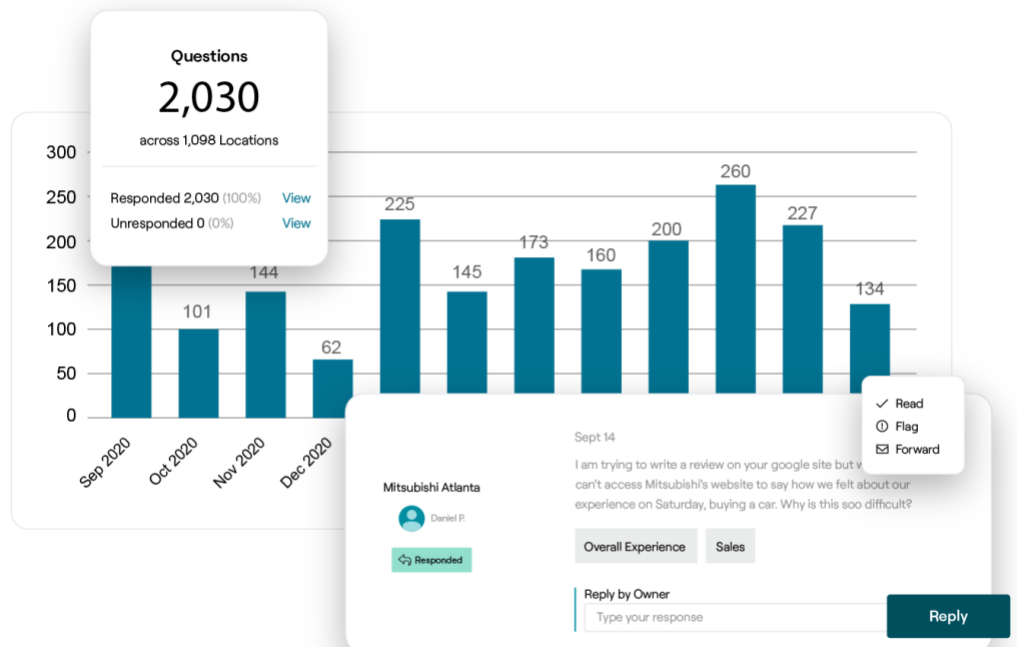 Questions
2,030
across 1,098 Locations
Responded 2,030 (100%) View
Unresponded 0 (0%) View
300
250
200
150
100
50
0
144
101
62
225
145
173
160
200
260
227
134
Sep 2020
Oct 2020
Nov 2020
Dec 2020
Read
Flag
Forward
Mitsubishi Atlanta
Daniel P.
Responded
Sept 14
I am trying to write a review on your google site but
can't access Mitsubishi's website to say how we felt about our
experience on Saturday, buying a car. Why is this soo difficult?
Overall Experience
Sales
Reply by Owner
Type your response
Reply